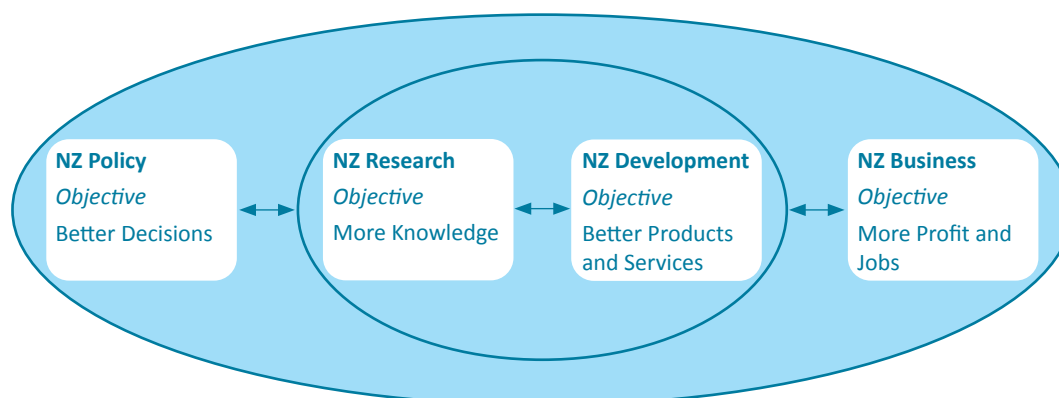 NZ Policy
Objective
Better Decisions
NZ Research
Objective
More Knowledge
NZ Development
Objective
Better Products
and Services
NZ Business
Objective
More Profit and
Jobs